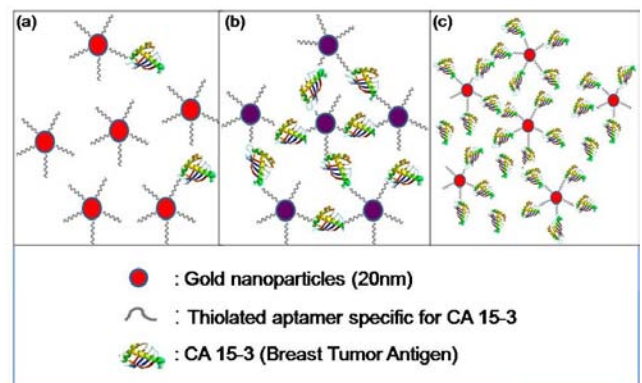 (a) (b) (c)
: Gold nanoparticles (20nm)
: Thiolated aptamer specific for CA 15-3
: CA 15-3 (Breast Tumor Antigen)